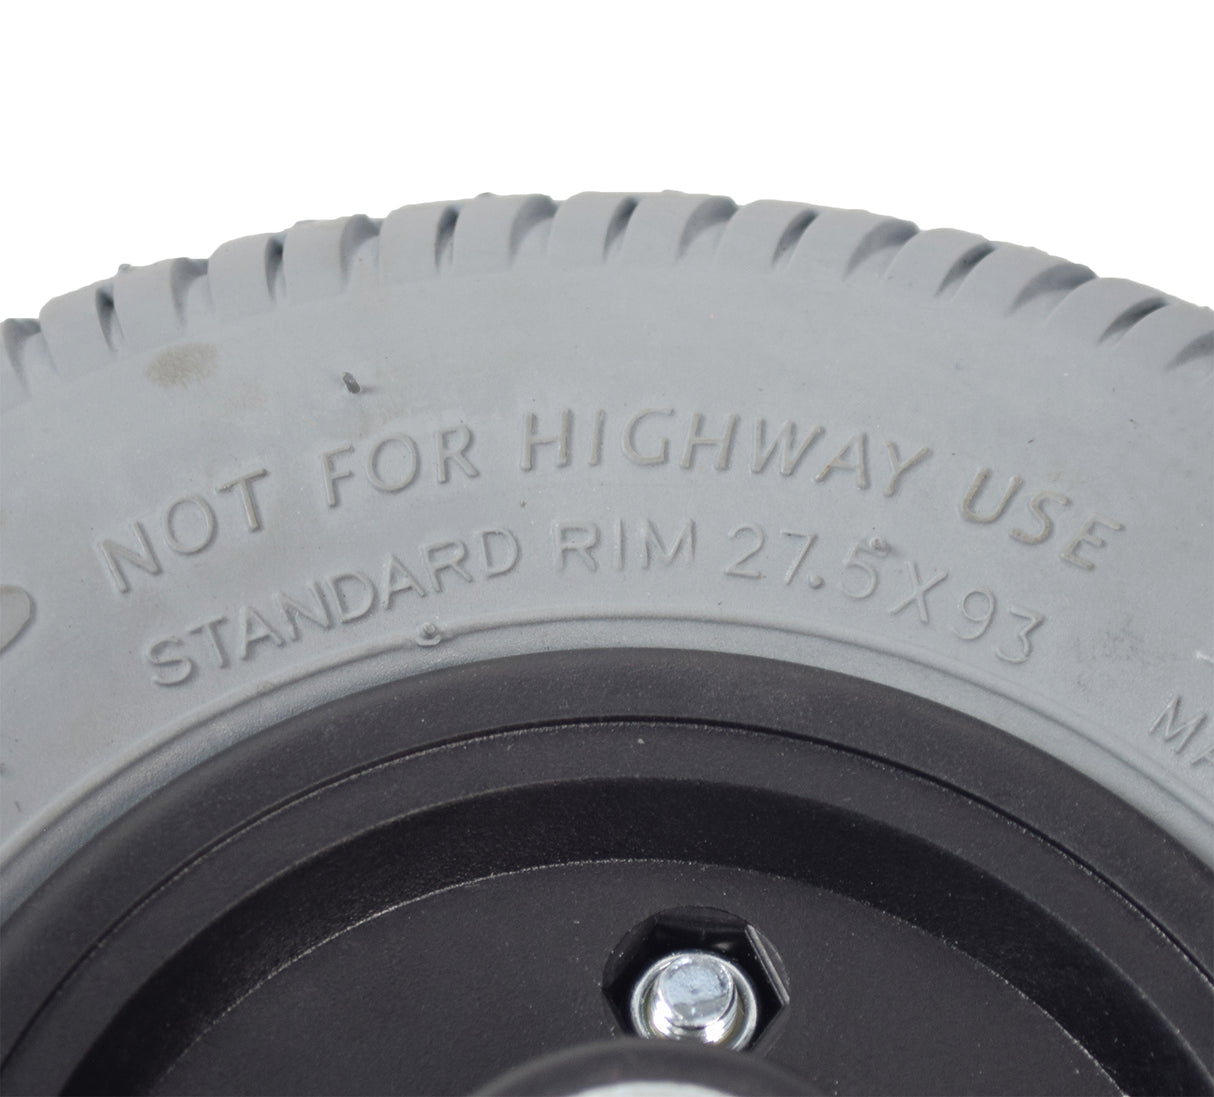 NOT FOR HIGHWAY USE
STANDARD RIM 27.5X93